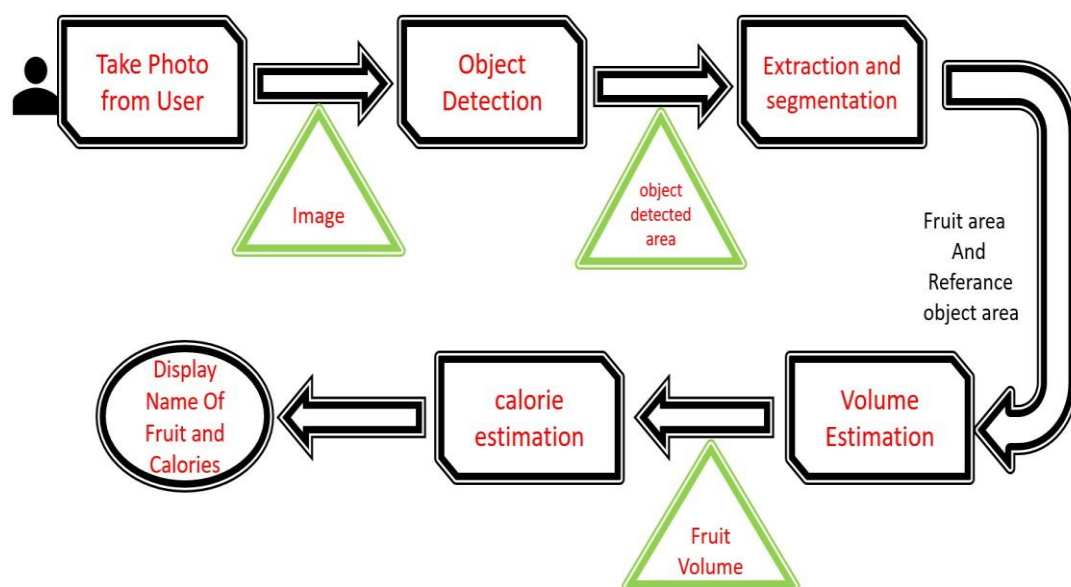 Take Photo
from User
Image
Object
Detection
object
detected
area
Extraction and
segmentation
Fruit area
And
Referance
object area
Volume
Estimation
Fruit
Volume
calorie
estimation
Display
Name Of
Fruit and
Calories